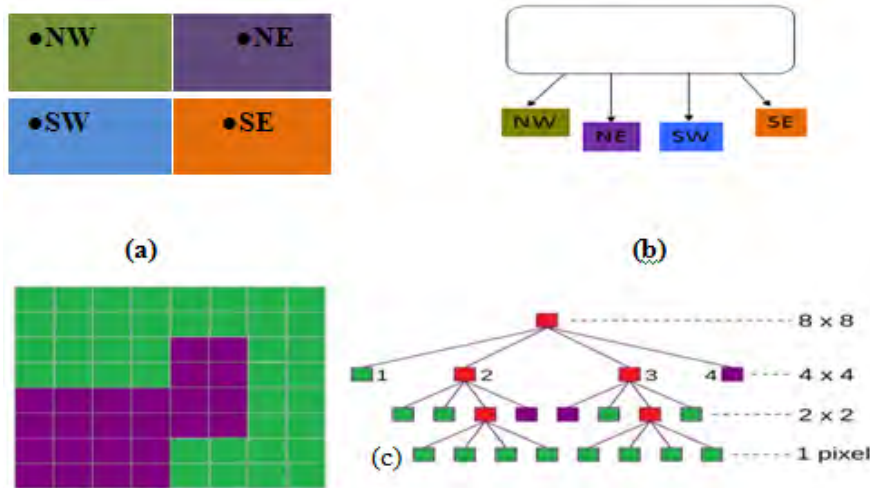 ●NW
●NE
●SW
●SE
NW
NE
SW
SE
(a)
(b)
8 x 8
1
2
3
4
4 x 4
2 x 2
(c)
1 pixel